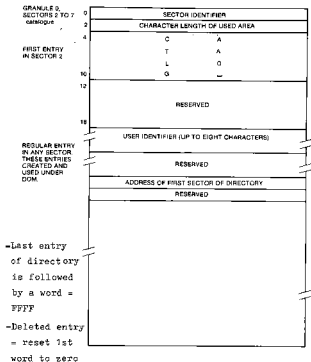 GRANULE 0,
SECTORS 2 TO 7
catalogue
0 SECTOR IDENTIFIER
2 CHARACTER LENGTH OF USED AREA
4 C A
FIRST ENTRY
IN SECTOR 2
T A
L O
10 G _
12
RESERVED
18
USER IDENTIFIER (UP TO EIGHT CHARACTERS)
REGULAR ENTRY
IN ANY SECTOR.
THESE ENTRIES
CREATED AND
USED UNDER
DOM.
RESERVED
ADDRESS OF FIRST SECTOR OF DIRECTORY
RESERVED
-Last entry
of directory
is followed
by a word =
FFFF
-Deleted entry
= reset 1st
word to zero